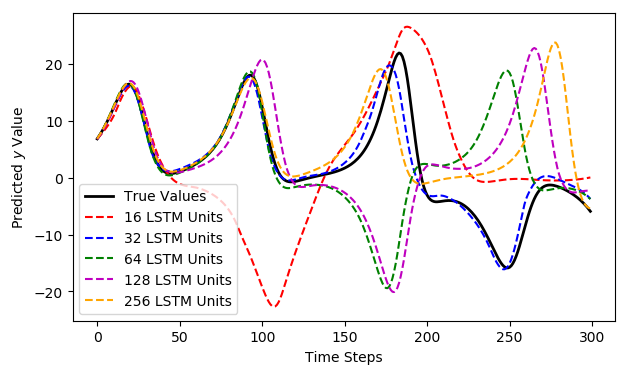 20
10
0
−10
−20
Predicted y Value
True Values
16 LSTM Units
32 LSTM Units
64 LSTM Units
128 LSTM Units
256 LSTM Units
0 50 100 150 200 250 300
Time Steps